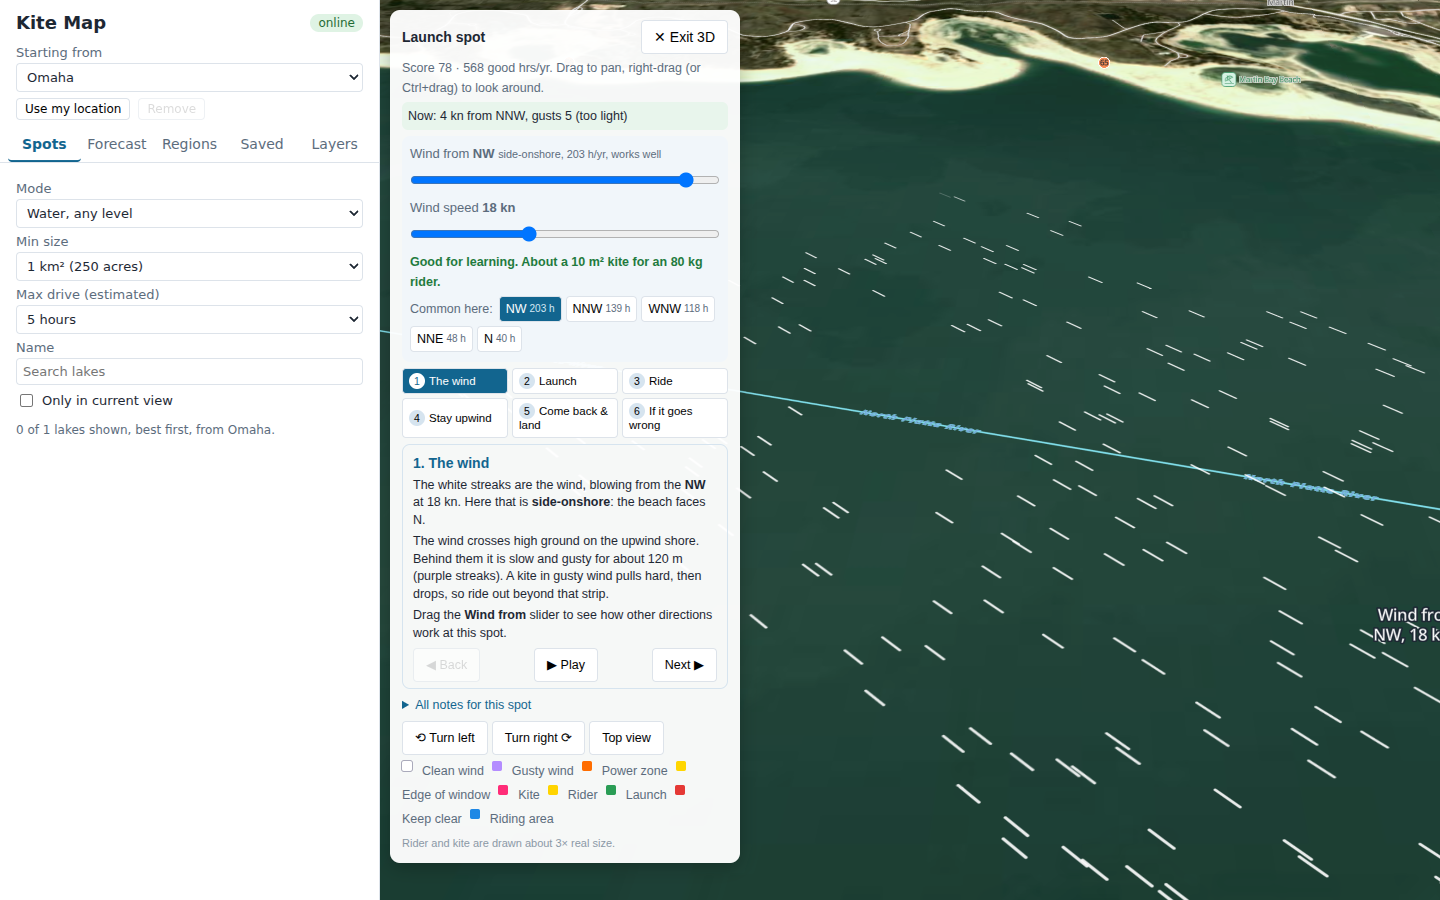 Kite Map
online
Starting from
Omaha
Use my location
Remove
Spots
Forecast
Regions
Saved
Layers
Mode
Water, any level
Min size
1 km² (250 acres)
Max drive (estimated)
5 hours
Name
Search lakes
Only in current view
0 of 1 lakes shown, best first, from Omaha.
Launch spot
✕ Exit 3D
Score 78 · 568 good hrs/yr. Drag to pan, right-drag (or
Ctrl+drag) to look around.
Now: 4 kn from NNW, gusts 5 (too light)
Wind from NW side-onshore, 203 h/yr, works well
Wind speed 18 kn
Good for learning. About a 10 m² kite for an 80 kg
rider.
Common here:
NW 203 h
NNW 139 h
WNW 118 h
NNE 48 h
N 40 h
1 The wind
2 Launch
3 Ride
4 Stay upwind
5 Come back &
land
6 If it goes
wrong
1. The wind
The white streaks are the wind, blowing from the NW
at 18 kn. Here that is side-onshore: the beach faces
N.
The wind crosses high ground on the upwind shore.
Behind them it is slow and gusty for about 120 m
(purple streaks). A kite in gusty wind pulls hard, then
drops, so ride out beyond that strip.
Drag the Wind from slider to see how other directions
work at this spot.
◀ Back
▶ Play
Next ▶
▶ All notes for this spot
⟲ Turn left
Turn right ⟳
Top view
Clean wind
Gusty wind
Power zone
Edge of window
Kite
Rider
Launch
Keep clear
Riding area
Rider and kite are drawn about 3× real size.
Martin Bay Beach
Wind fro
NW, 18 k